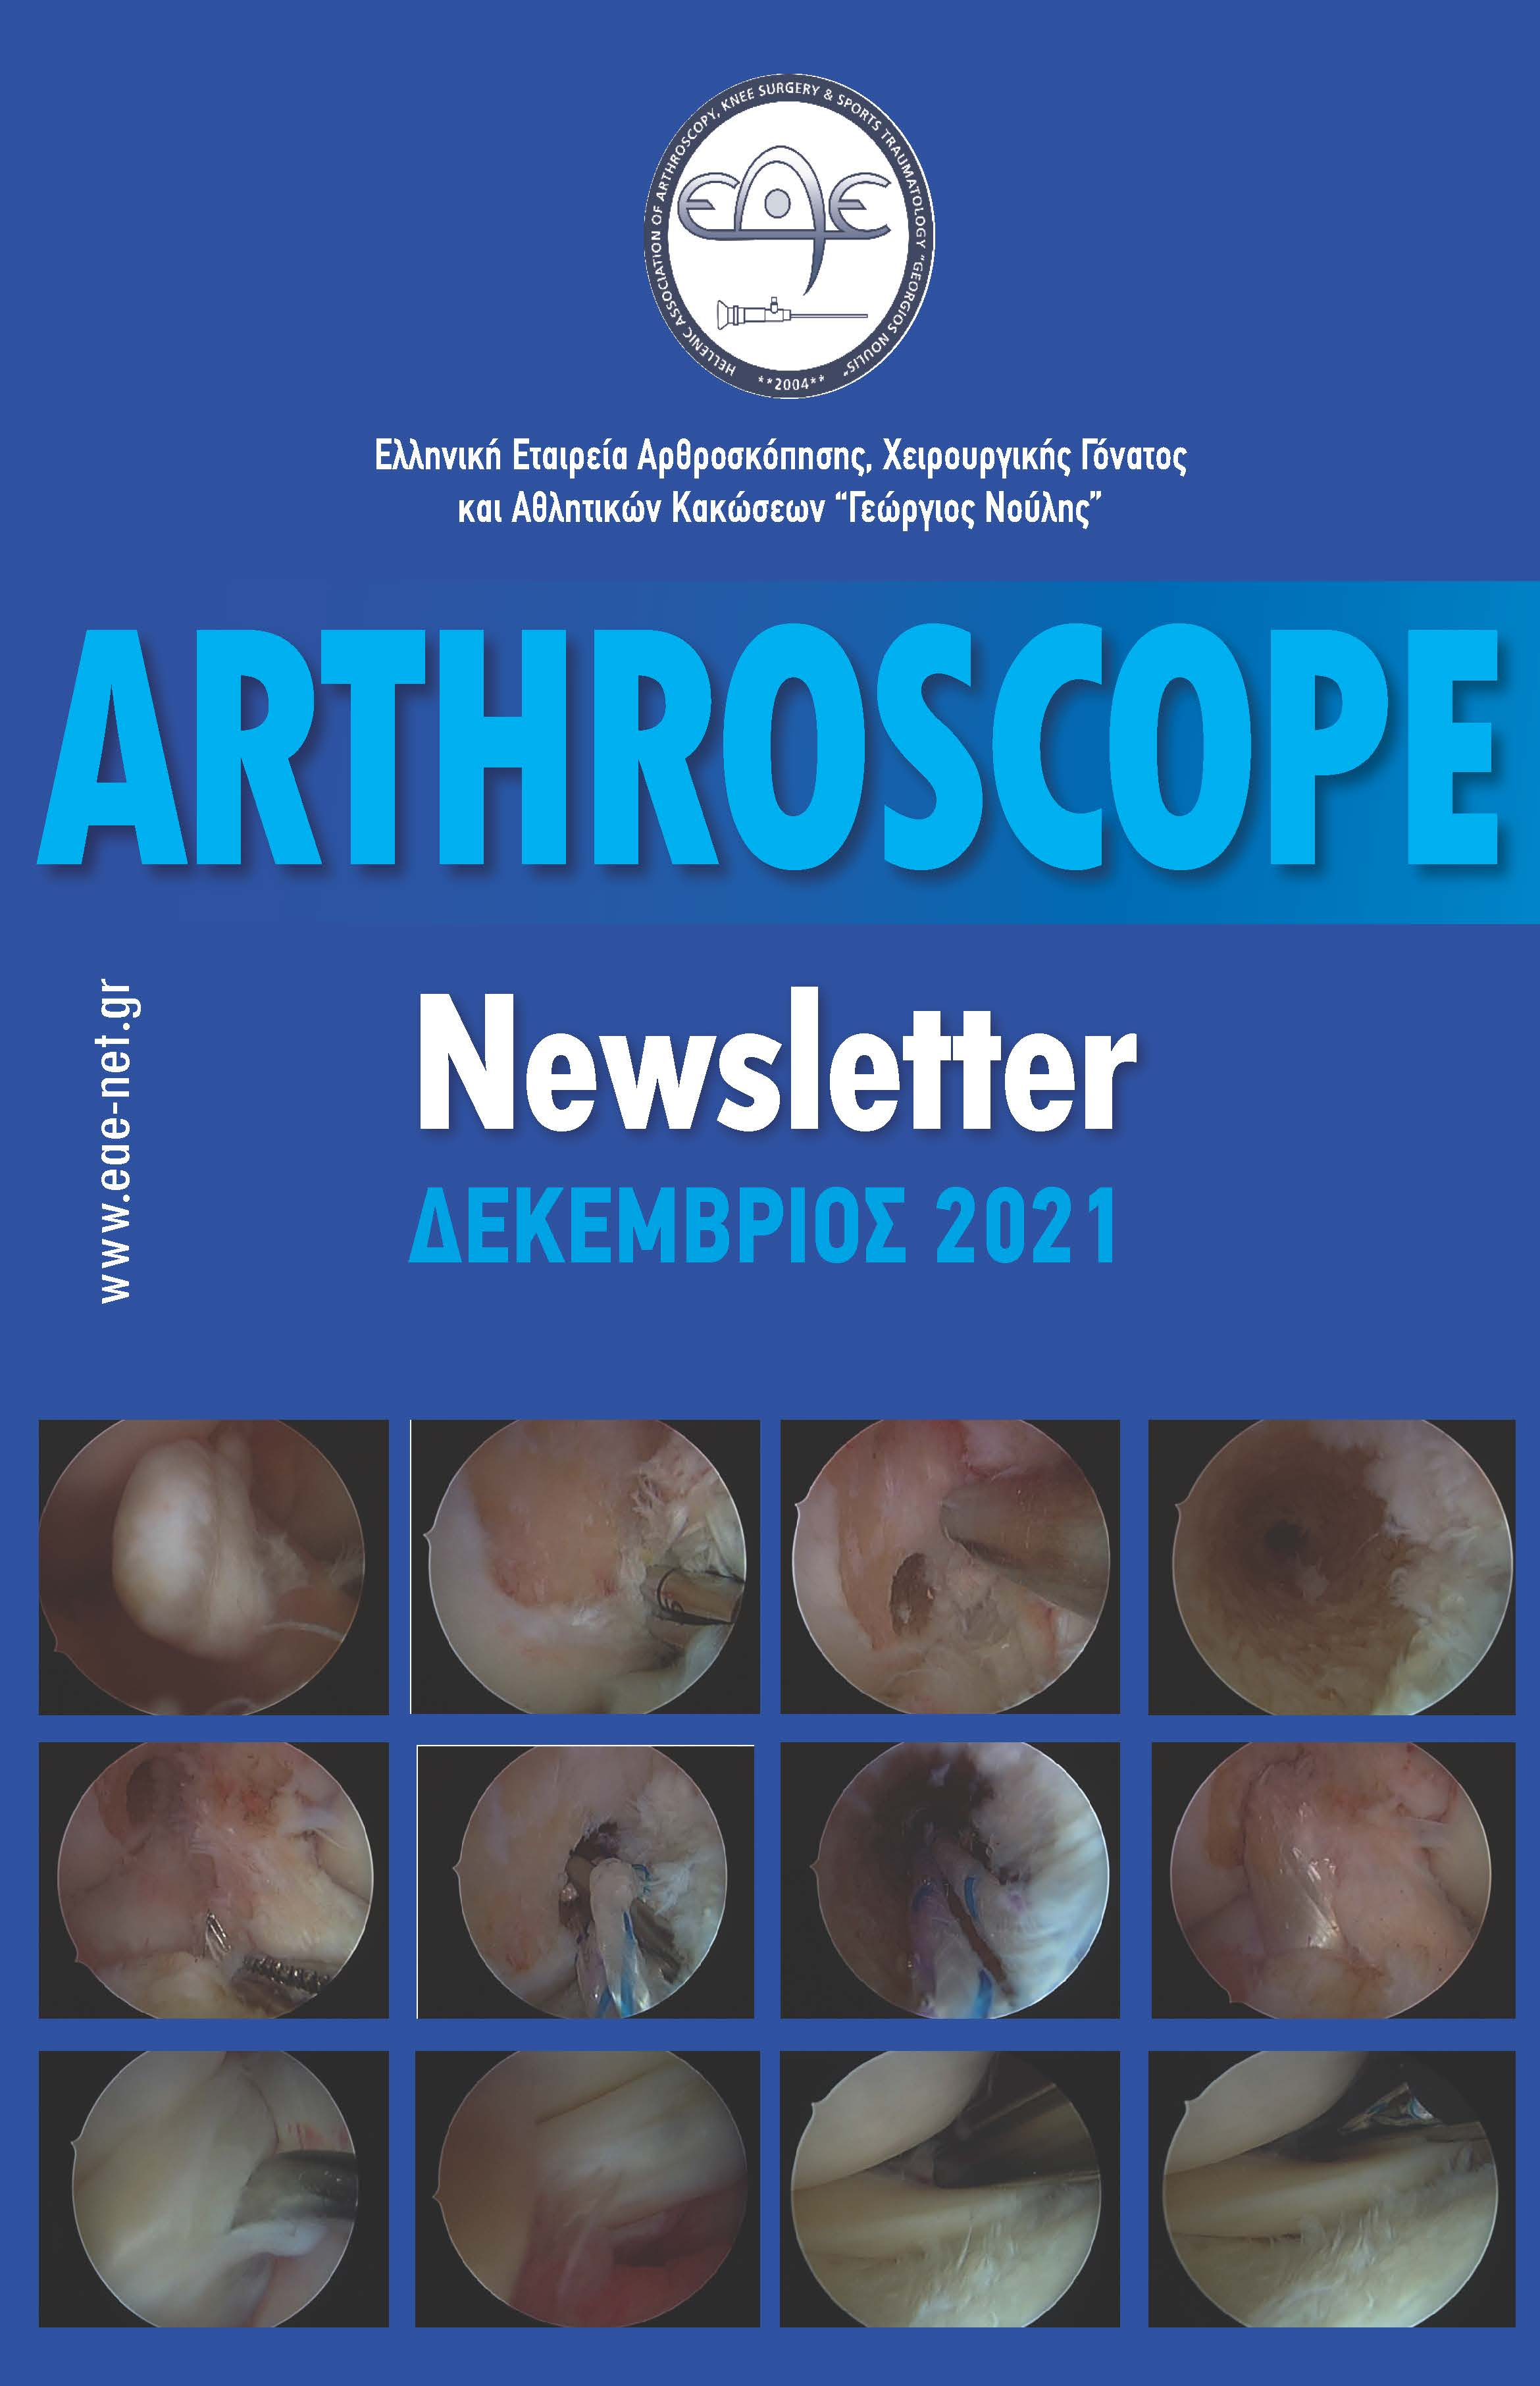 HELLENIC ASSOCIATION OF ARTHROSCOPY, KNEE SURGERY & SPORTS TRAUMATOLOGY "GEORGIOS NOULIS"
**2004**
ΕΑΕ
Ελληνική Εταιρεία Αρθροσκόπησης, Χειρουργικής Γόνατος
και Αθλητικών Κακώσεων “Γεώργιος Νούλης”
ARTHROSCOPE
www.eae-net.gr
Newsletter
ΔΕΚΕΜΒΡΙΟΣ 2021